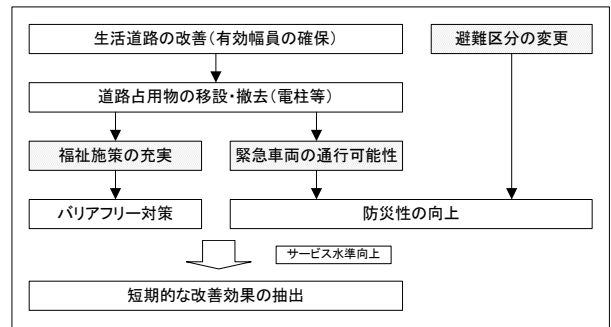 生活道路の改善(有効幅員の確保)
避難区分の変更
道路占用物の移設・撤去(電柱等)
福祉施策の充実
緊急車両の通行可能性
バリアフリー対策
防災性の向上
サービス水準向上
短期的な改善効果の抽出